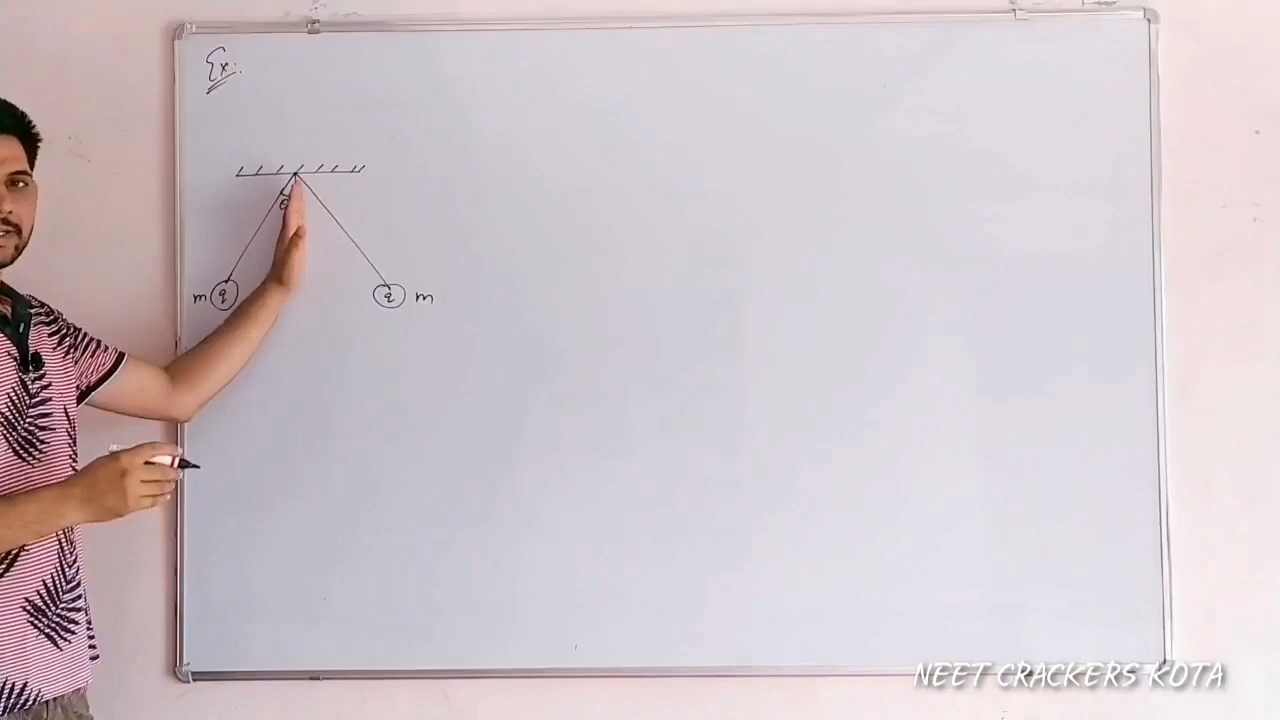 Ex:
θ
m q q m
NEET CRACKERS KOTA